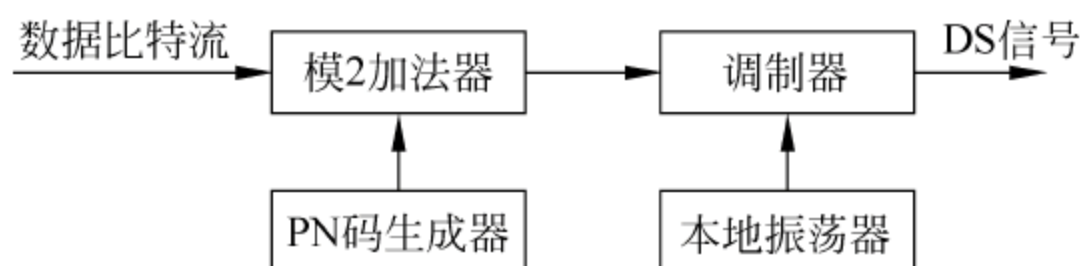 数据比特流
模2加法器
调制器
DS信号
PN码生成器
本地振荡器